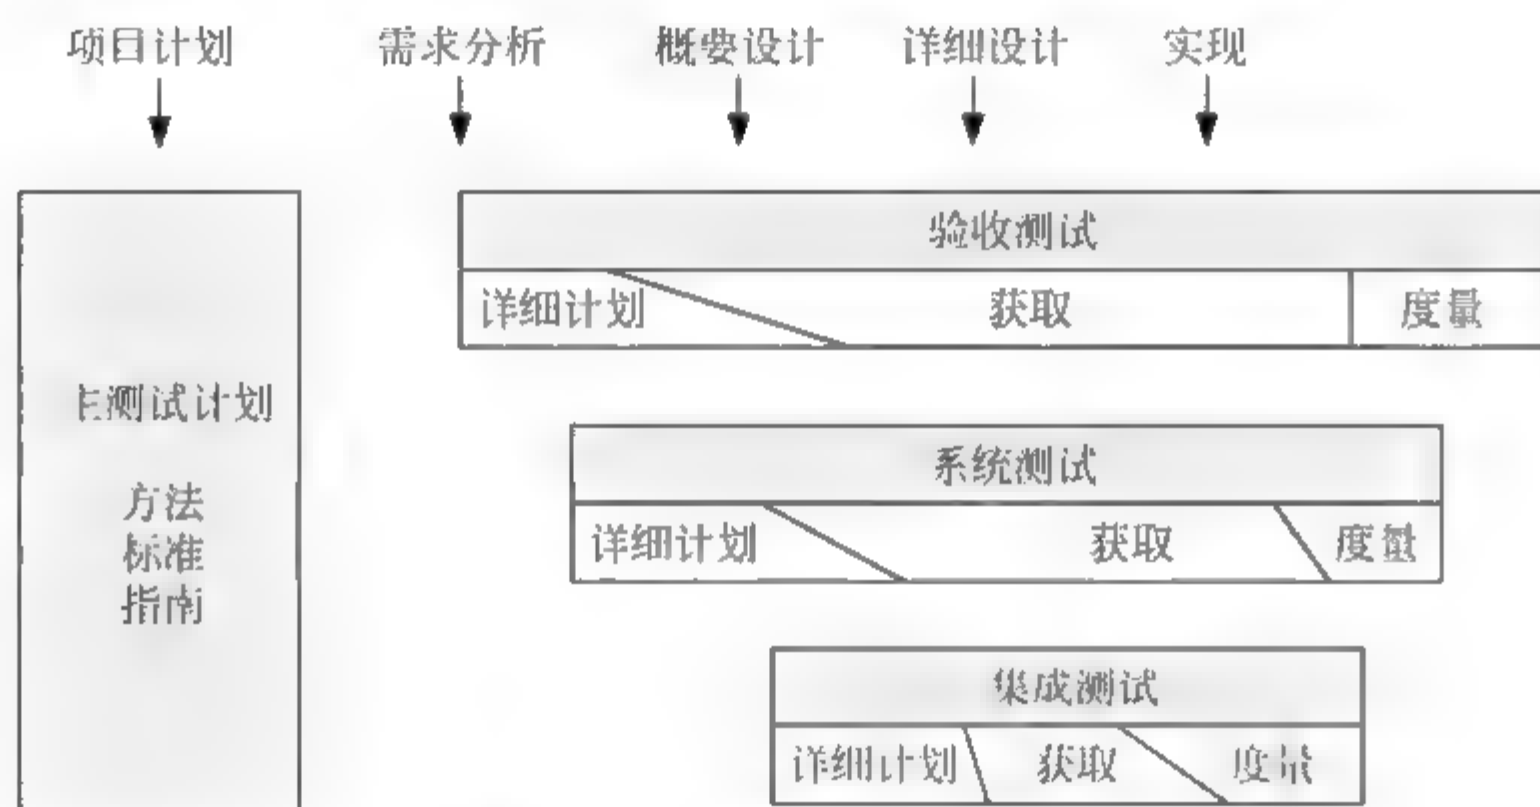 项目计划 需求分析 概要设计 详细设计 实现
验收测试
详细计划 获取 度量
主测试计划
方法
标准
指南
系统测试
详细计划 获取 度量
集成测试
详细计划 获取 度量